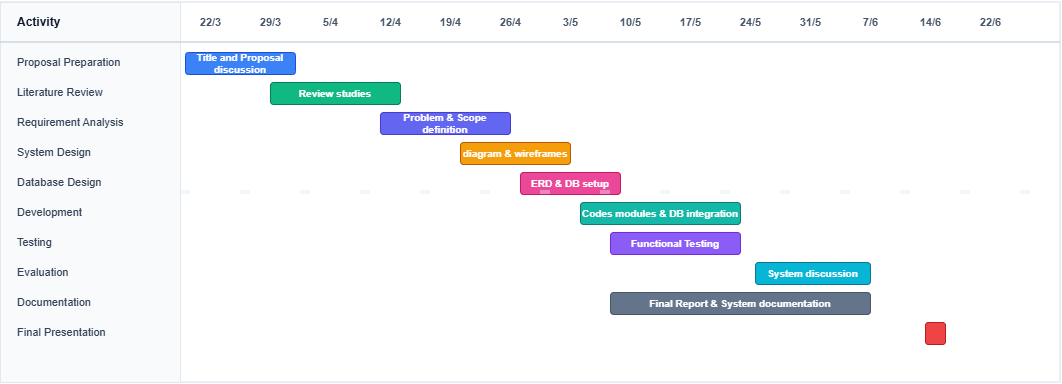 Activity 22/3 29/3 5/4 12/4 19/4 26/4 3/5 10/5 17/5 24/5 31/5 7/6 14/6 22/6
Proposal Preparation Title and Proposal
discussion
Literature Review Review studies
Requirement Analysis Problem & Scope
definition
System Design diagram & wireframes
Database Design ERD & DB setup
Development Codes modules & DB integration
Testing Functional Testing
Evaluation System discussion
Documentation Final Report & System documentation
Final Presentation